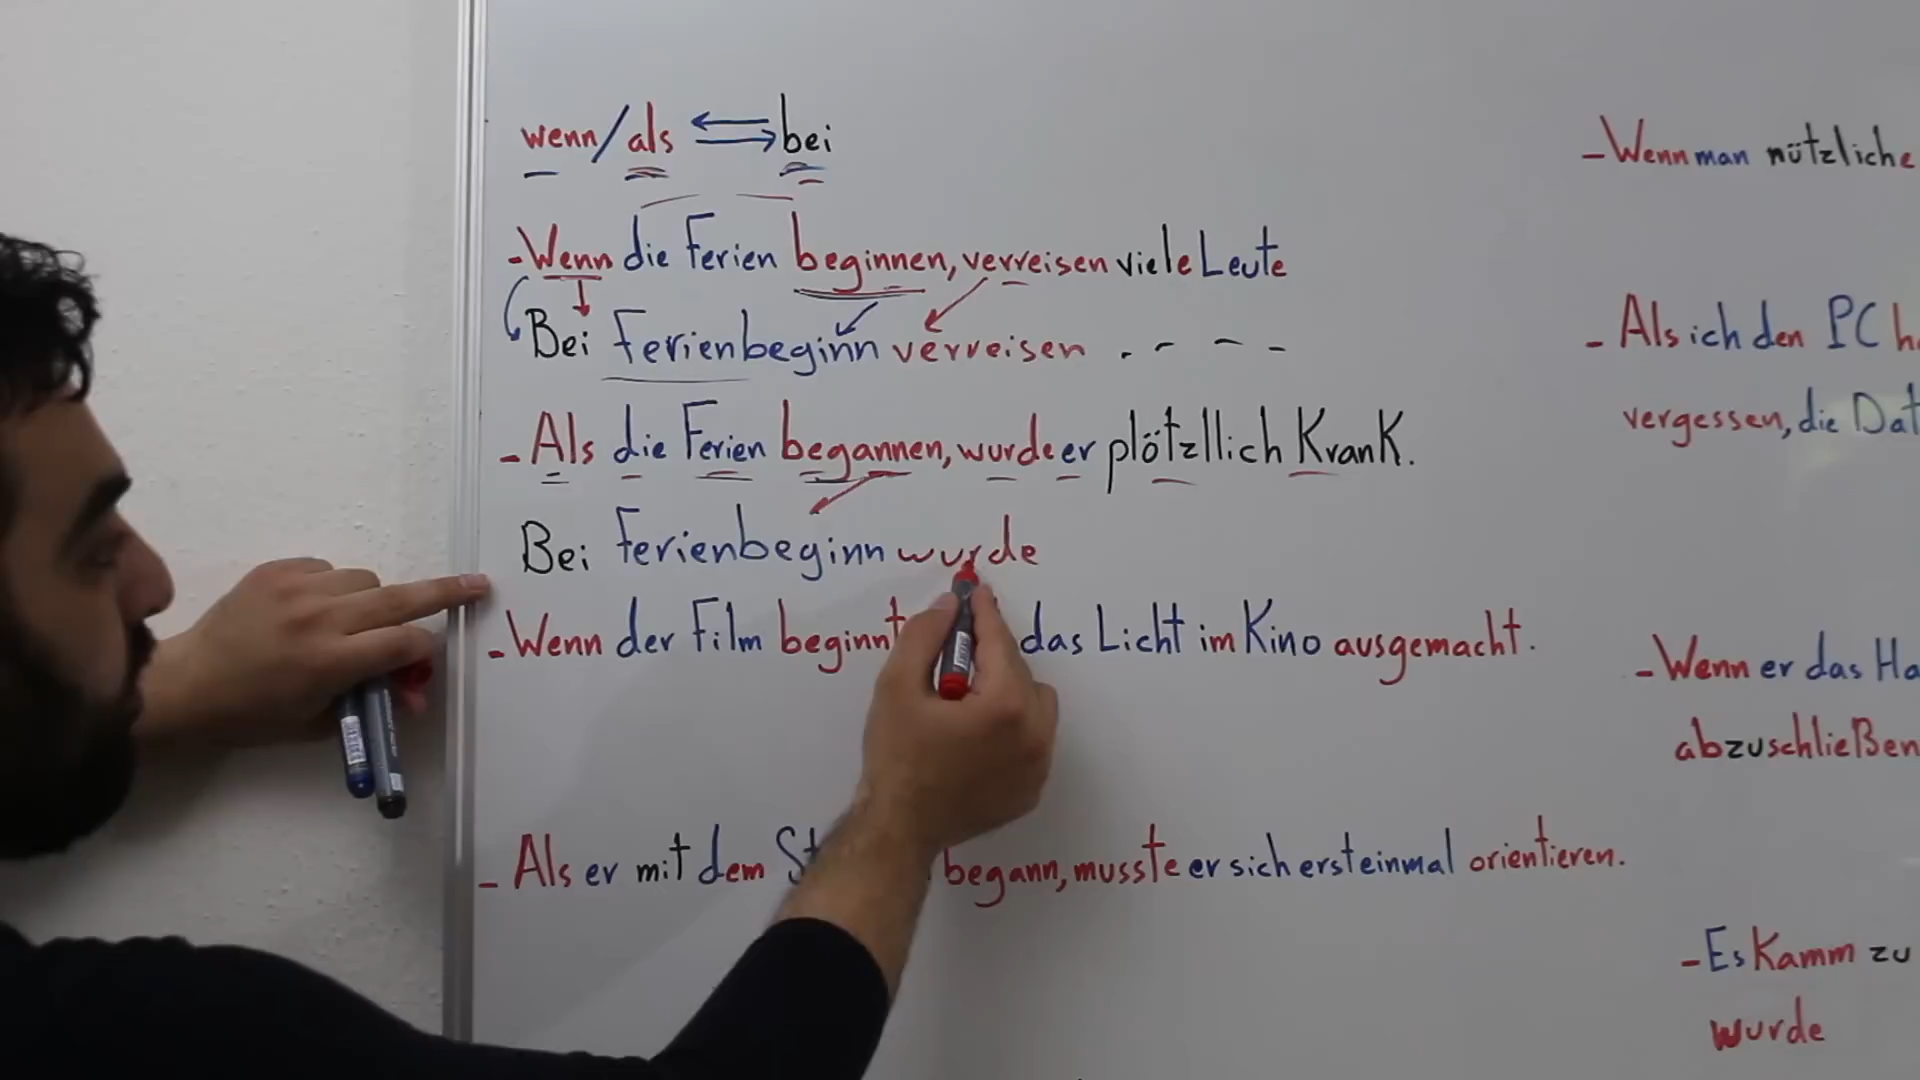 wenn/als ⇌ bei
-Wenn die Ferien beginnen, verreisen viele Leute
Bei Ferienbeginn verreisen . - - -
-Als die Ferien begannen, wurde er plötzllich KranK.
Bei Ferienbeginn wurde
-Wenn der Film beginnt das Licht im Kino ausgemacht.
-Als er mit dem begann, musste er sich ersteinmal orientieren.
-Wenn man nützliche
-Als ich den PC
vergessen, die
-Wenn er das
abzuschließen
-Es Kamm zu
wurde